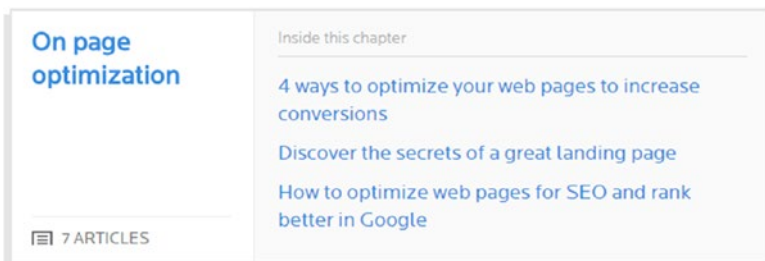 On page
optimization
7 ARTICLES
Inside this chapter
4 ways to optimize your web pages to increase
conversions
Discover the secrets of a great landing page
How to optimize web pages for SEO and rank
better in Google